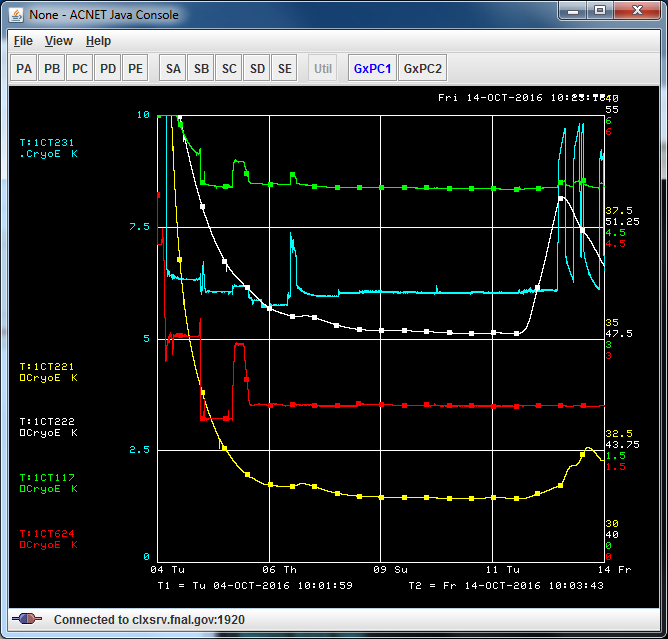 None - ACNET Java Console
File View Help
PA PB PC PD PE SA SB SC SD SE Util GxPC1 GxPC2
Fri 14-OCT-2016
10
55
6
6
T:1CT231
.CryoE K
7.5
37.5
51.25
4.5
4.5
5
35
47.5
3
3
T:1CT221
CryoE K
T:1CT222
CryoE K
2.5
32.5
43.75
1.5
1.5
T:1CT117
CryoE K
T:1CT624
CryoE K
0
30
40
0
0
04 Tu 06 Th 09 Su 11 Tu 14 Fr
T1 = Tu 04-OCT-2016 10:01:59 T2 = Fr 14-OCT-2016 10:03:43
Connected to clxsrv.fnal.gov:1920